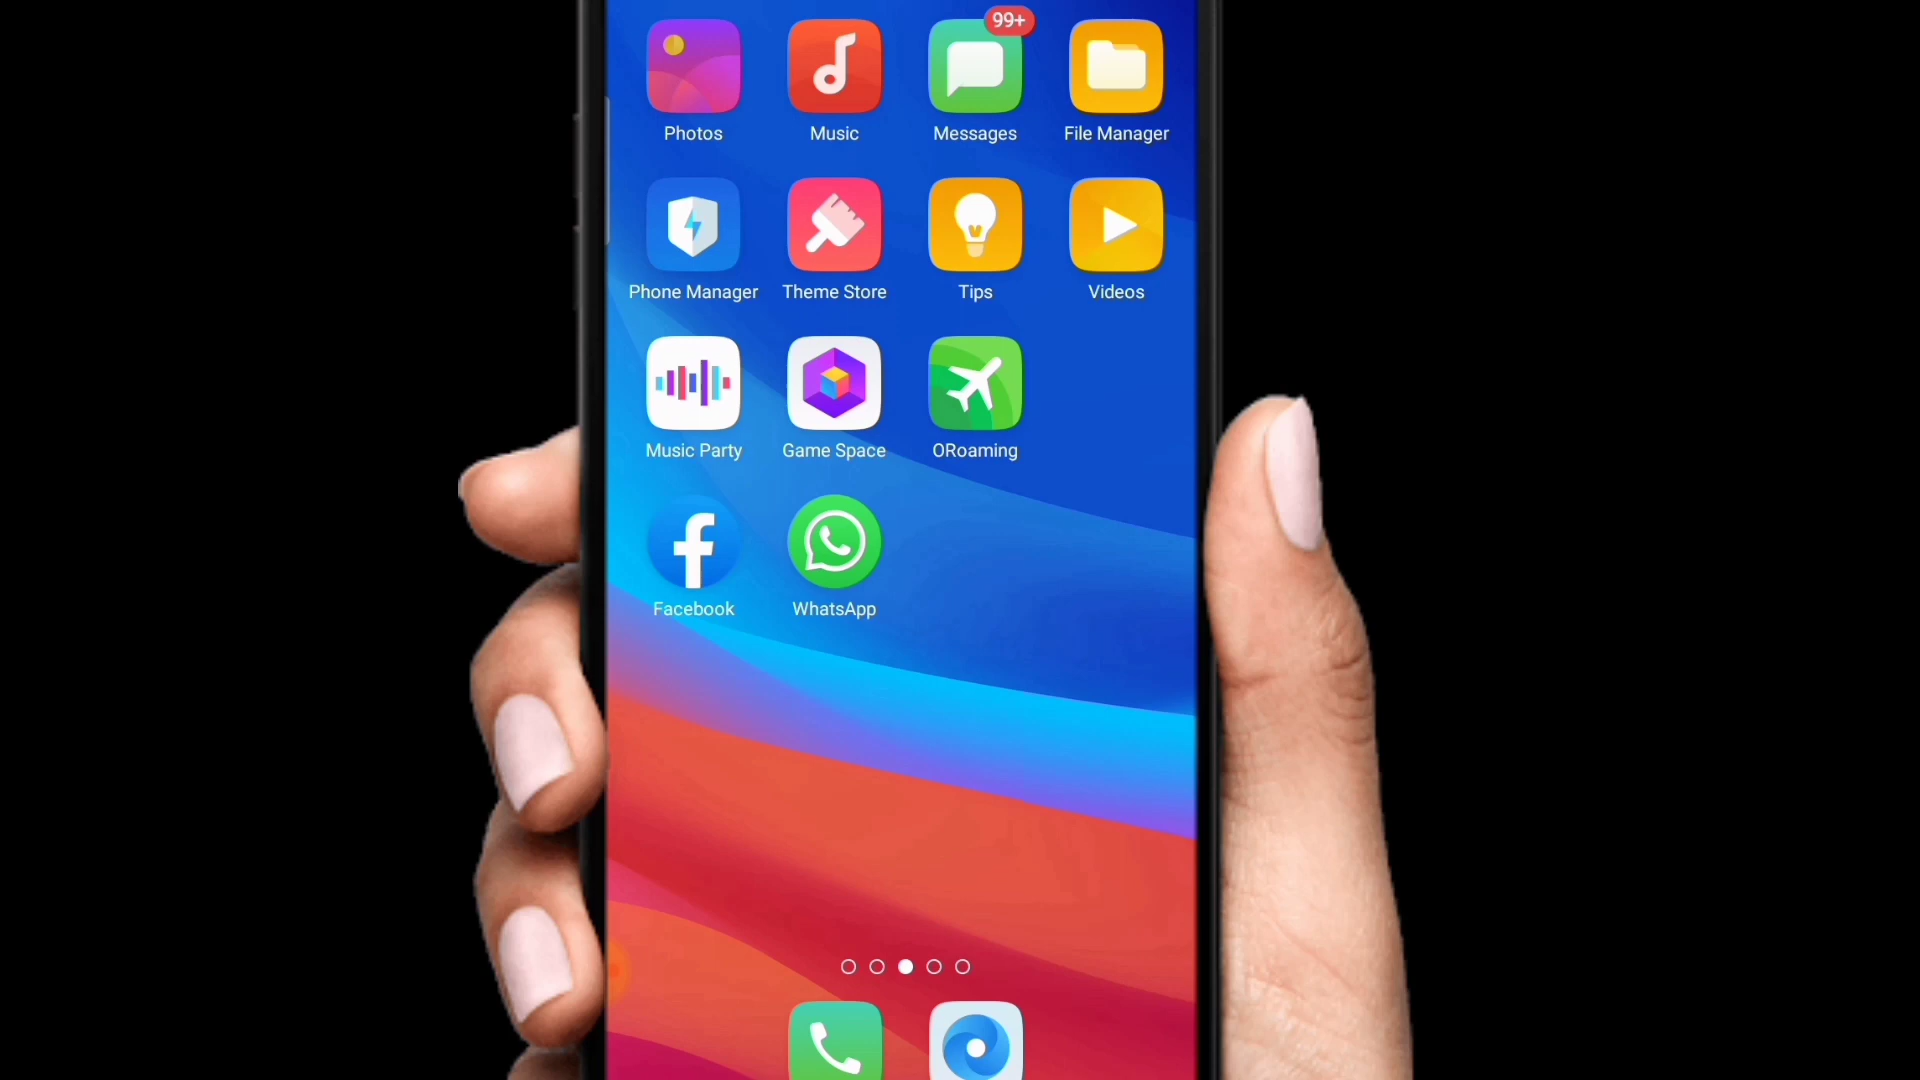 99+
Photos Music Messages File Manager
Phone Manager Theme Store Tips Videos
Music Party Game Space ORoaming
Facebook WhatsApp